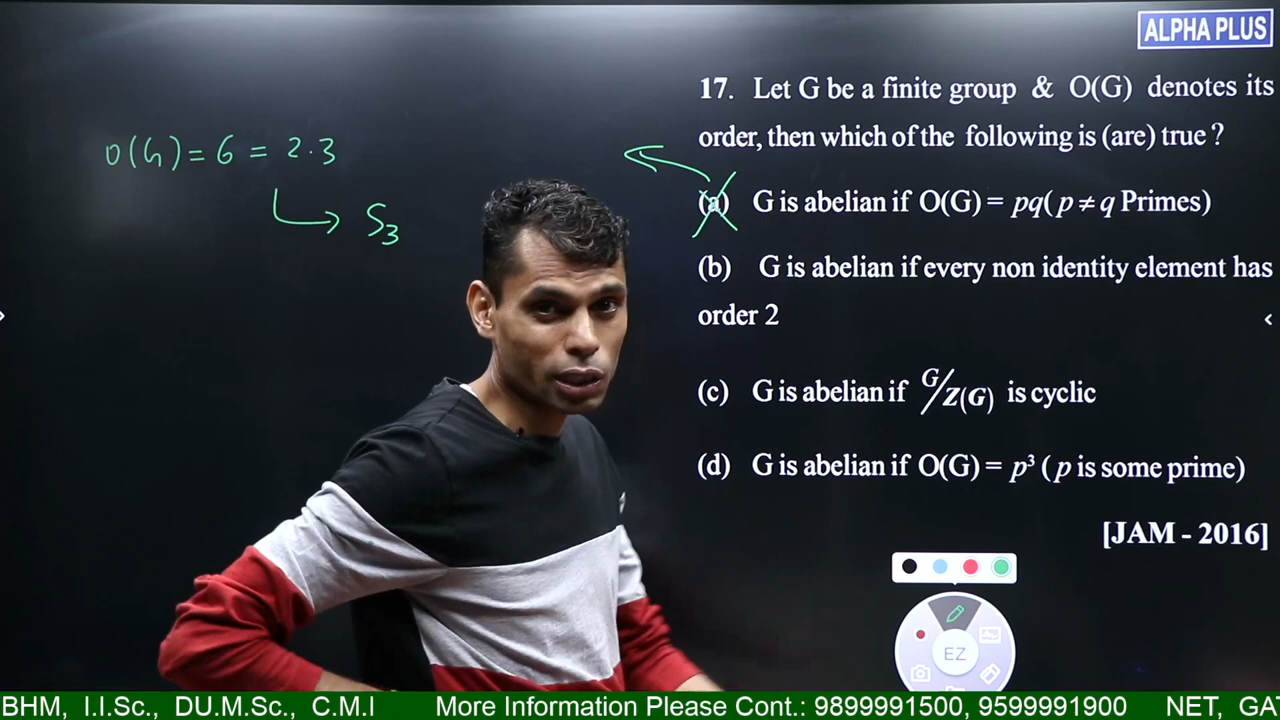 ALPHA PLUS
17. Let G be a finite group & O(G) denotes its
order, then which of the following is (are) true ?
(a) G is abelian if O(G) = pq( p ≠ q Primes)
(b) G is abelian if every non identity element has
order 2
(c) G is abelian if G/Z(G) is cyclic
(d) G is abelian if O(G) = p³ ( p is some prime)
[JAM - 2016]
O(G) = 6 = 2.3
S₃
EZ
BHM, I.I.Sc., DU.M.Sc., C.M.I More Information Please Cont.: 9899991500, 9599991900 NET, GA